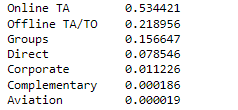 Online TA 0.534421
Offline TA/TO 0.218956
Groups 0.156647
Direct 0.078546
Corporate 0.011226
Complementary 0.000186
Aviation 0.000019